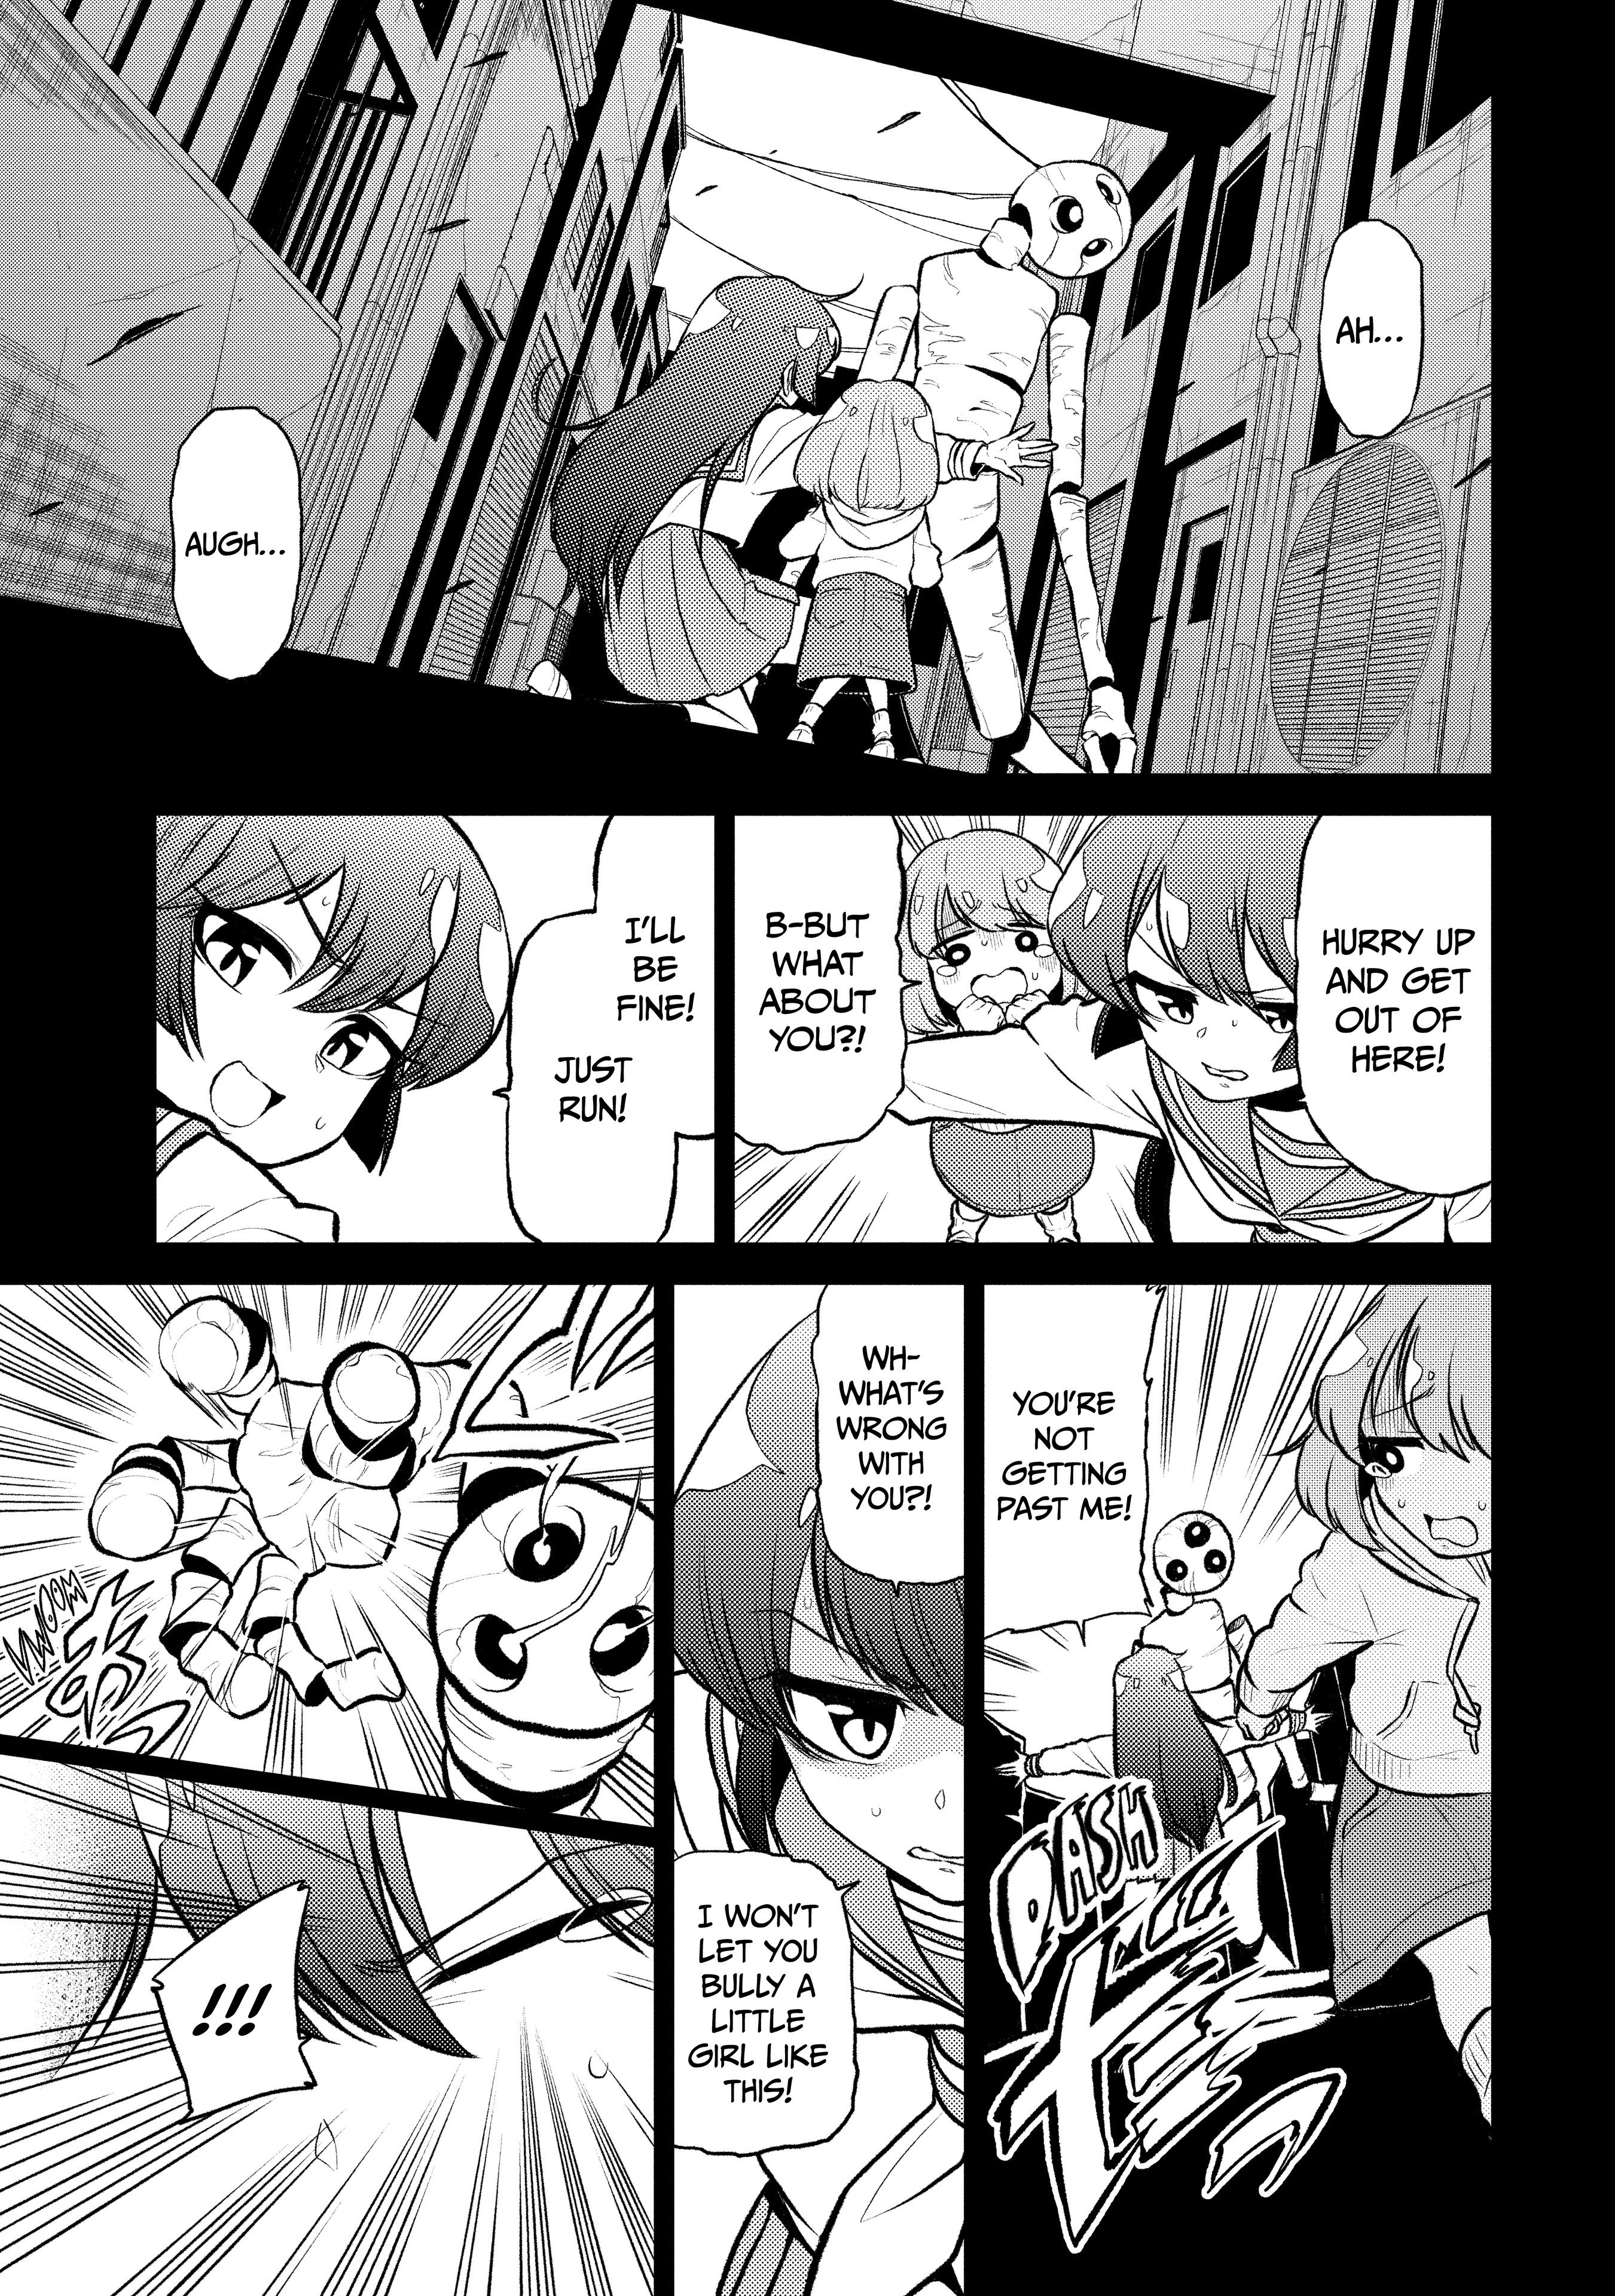 AH...
AUGH...
HURRY UP
AND GET
OUT OF
HERE!
B-BUT
WHAT
ABOUT
YOU?!
I'LL
BE
FINE!
JUST
RUN!
YOU'RE
NOT
GETTING
PAST ME!
DASH
WH-
WHAT'S
WRONG
WITH
YOU?!
I WON'T
LET YOU
BULLY A
LITTLE
GIRL LIKE
THIS!
VWOOM
!!!